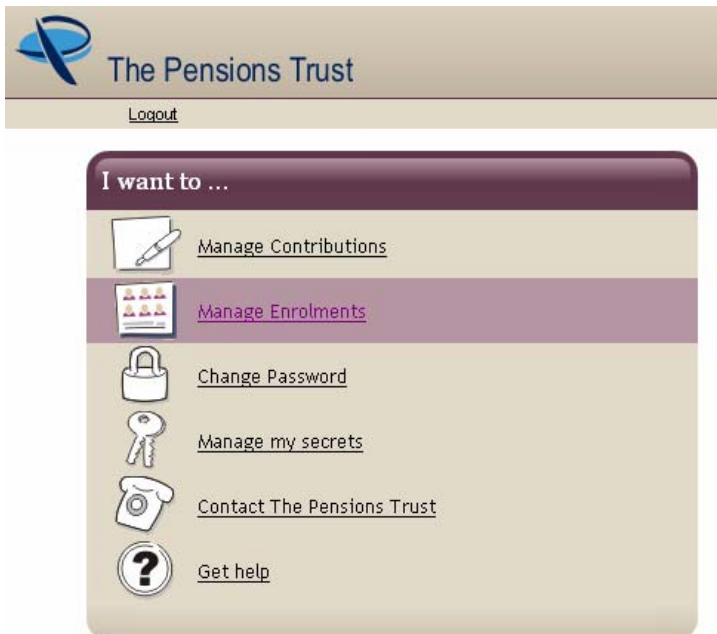 The Pensions Trust
Logout
I want to ...
Manage Contributions
Manage Enrolments
Change Password
Manage my secrets
Contact The Pensions Trust
? Get help